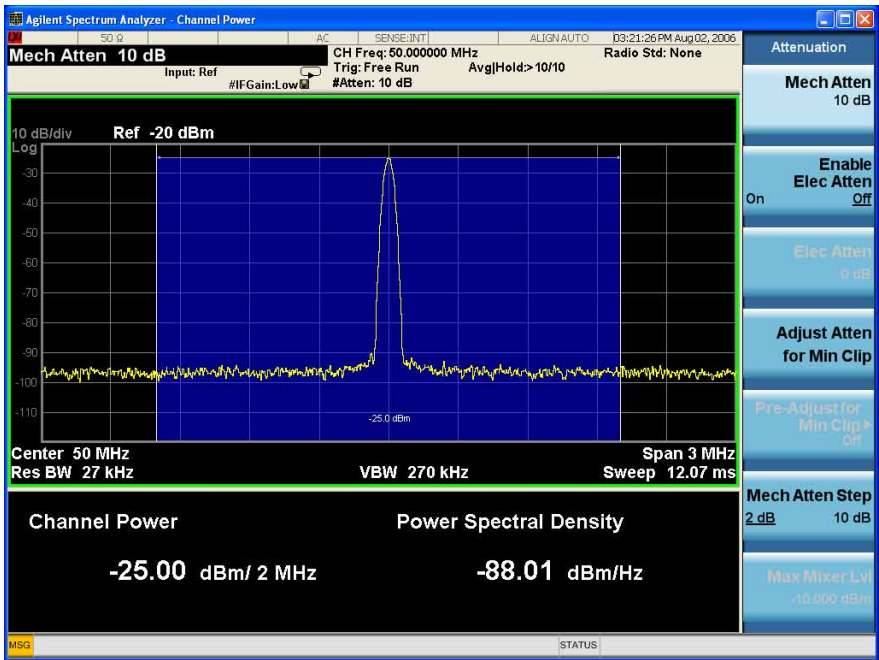 Agilent Spectrum Analyzer - Channel Power
50 Ω AC SENSE:INT ALIGN AUTO 03:21:26 PM Aug 02, 2006
Mech Atten 10 dB
CH Freq: 50.000000 MHz
Radio Std: None
Input: Ref
Trig: Free Run
Avg|Hold:>10/10
#IFGain:Low
#Atten: 10 dB
10 dB/div
Ref -20 dBm
Log
-30
-40
-50
-60
-70
-80
-90
-100
-110
-25.0 dBm
Center 50 MHz
Span 3 MHz
Res BW 27 kHz
VBW 270 kHz
Sweep 12.07 ms
Channel Power
Power Spectral Density
-25.00 dBm/ 2 MHz
-88.01 dBm/Hz
MSG
STATUS
Attenuation
Mech Atten
10 dB
Enable
Elec Atten
On Off
Elec Atten
0 dB
Adjust Atten
for Min Clip
Pre-Adjust for
Min Clip
Off
Mech Atten Step
2 dB 10 dB
Max Mixer Lvl
-10.000 dBm